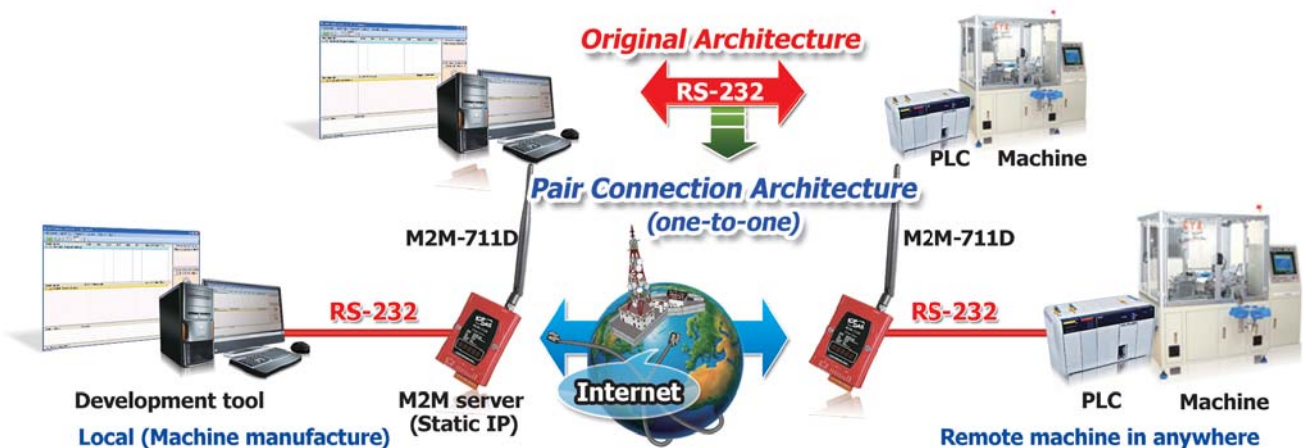 Original Architecture
RS-232
PLC Machine
Pair Connection Architecture
(one-to-one)
M2M-711D
M2M-711D
RS-232
RS-232
Internet
Development tool
M2M server
(Static IP)
PLC
Machine
Local (Machine manufacture)
Remote machine in anywhere